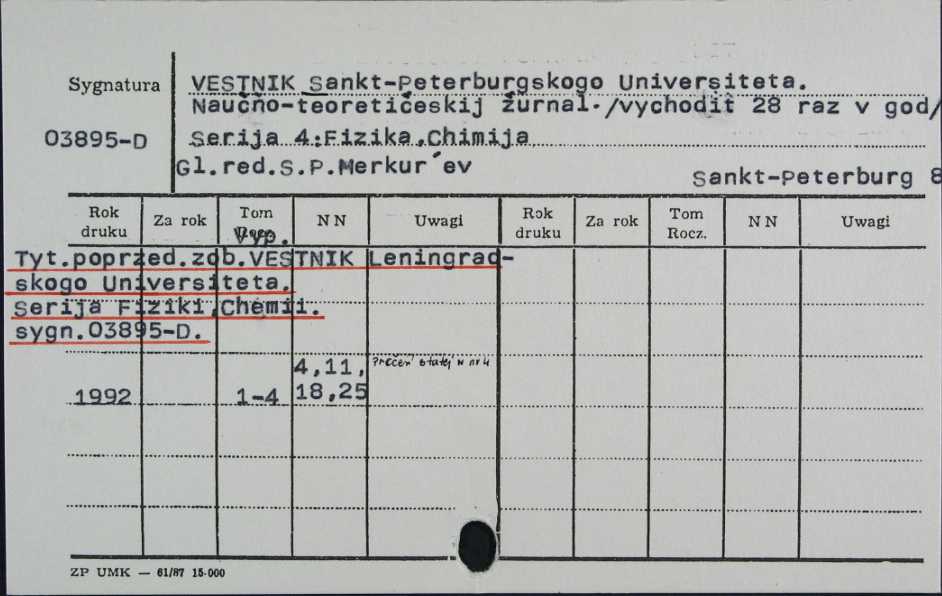 Sygnatura VESTNIK Sankt-Peterburgskogo Universiteta.
Naučno-teoretičeskij žurnal./vychodit 28 raz v god/
03895-D Serija 4:Fizika,Chimija
Gl.red.S.P.Merkur´ev
Sankt-Peterburg 8
Rok druku Za rok Tom Vyp. NN Uwagi Rok druku Za rok Tom Rocz. NN Uwagi
Tyt.poprzed.zob.VESTNIK Leningrad-
skogo Universiteta.
Serija Fiziki,Chemii.
sygn.03895-D.
4,11,
1992 1-4 18,25
ZP UMK — 61/87 15.000